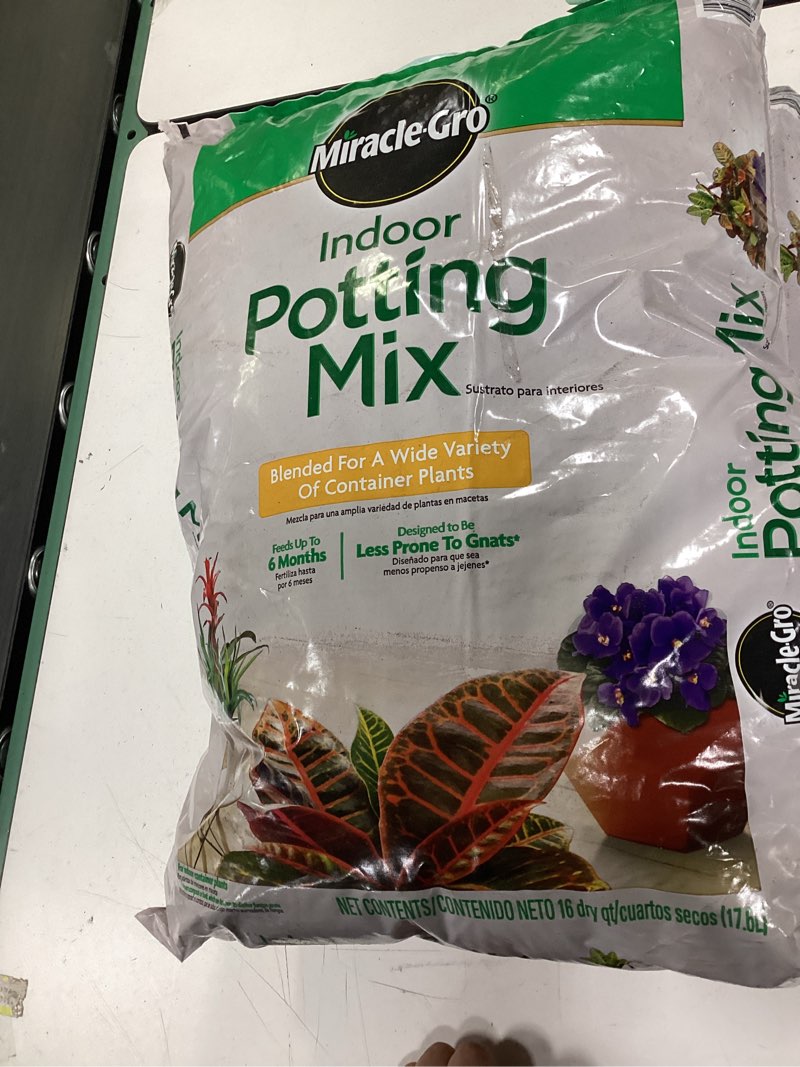 Miracle-Gro®
Indoor
Potting
Mix
Sustrato para interiores
Blended For A Wide Variety
Of Container Plants
Mezcla para una amplia variedad de plantas en macetas
Feeds Up To
6 Months
Fertiliza hasta
por 6 meses
Designed to Be
Less Prone To Gnats*
Diseñado para que sea
menos propenso a jejenes*
NET CONTENTS/CONTENIDO NETO 16 dry qt/cuartos secos (17.6L)
Indoor
Potting Mix
Miracle-Gro®